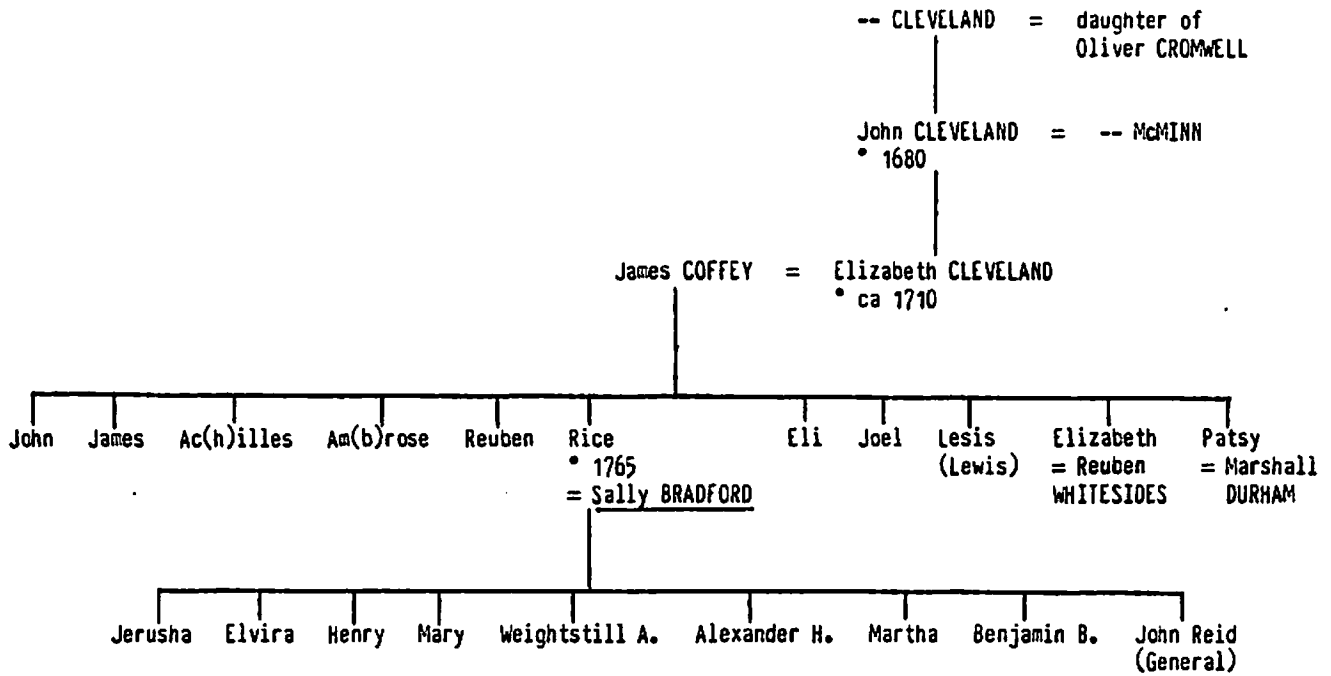 -- CLEVELAND = daughter of
Oliver CROMWELL
John CLEVELAND = -- McMINN
• 1680
James COFFEY = Elizabeth CLEVELAND
• ca 1710
John James Ac(h)illes Am(b)rose Reuben Rice Eli Joel Lesis Elizabeth Patsy
• 1765 (Lewis) = Reuben = Marshall
= Sally BRADFORD WHITESIDES DURHAM
Jerusha Elvira Henry Mary Weightstill A. Alexander H. Martha Benjamin B. John Reid
(General)